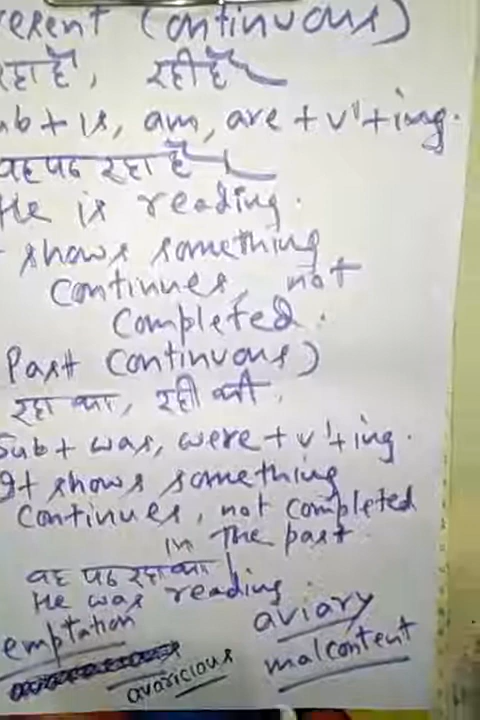 resent Continuous)
रहा है, रही है
ub + is, am, are + v¹ + ing.
वह पढ रहा है।
He is reading.
shows something
continues, not
completed.
Past Continuous)
रहा था, रही थी,
Sub + was, were + v¹ + ing.
It shows something
continues, not completed
in the past.
वह पढ रहा था।
He was reading.
emptation aviary
avaricious malcontent